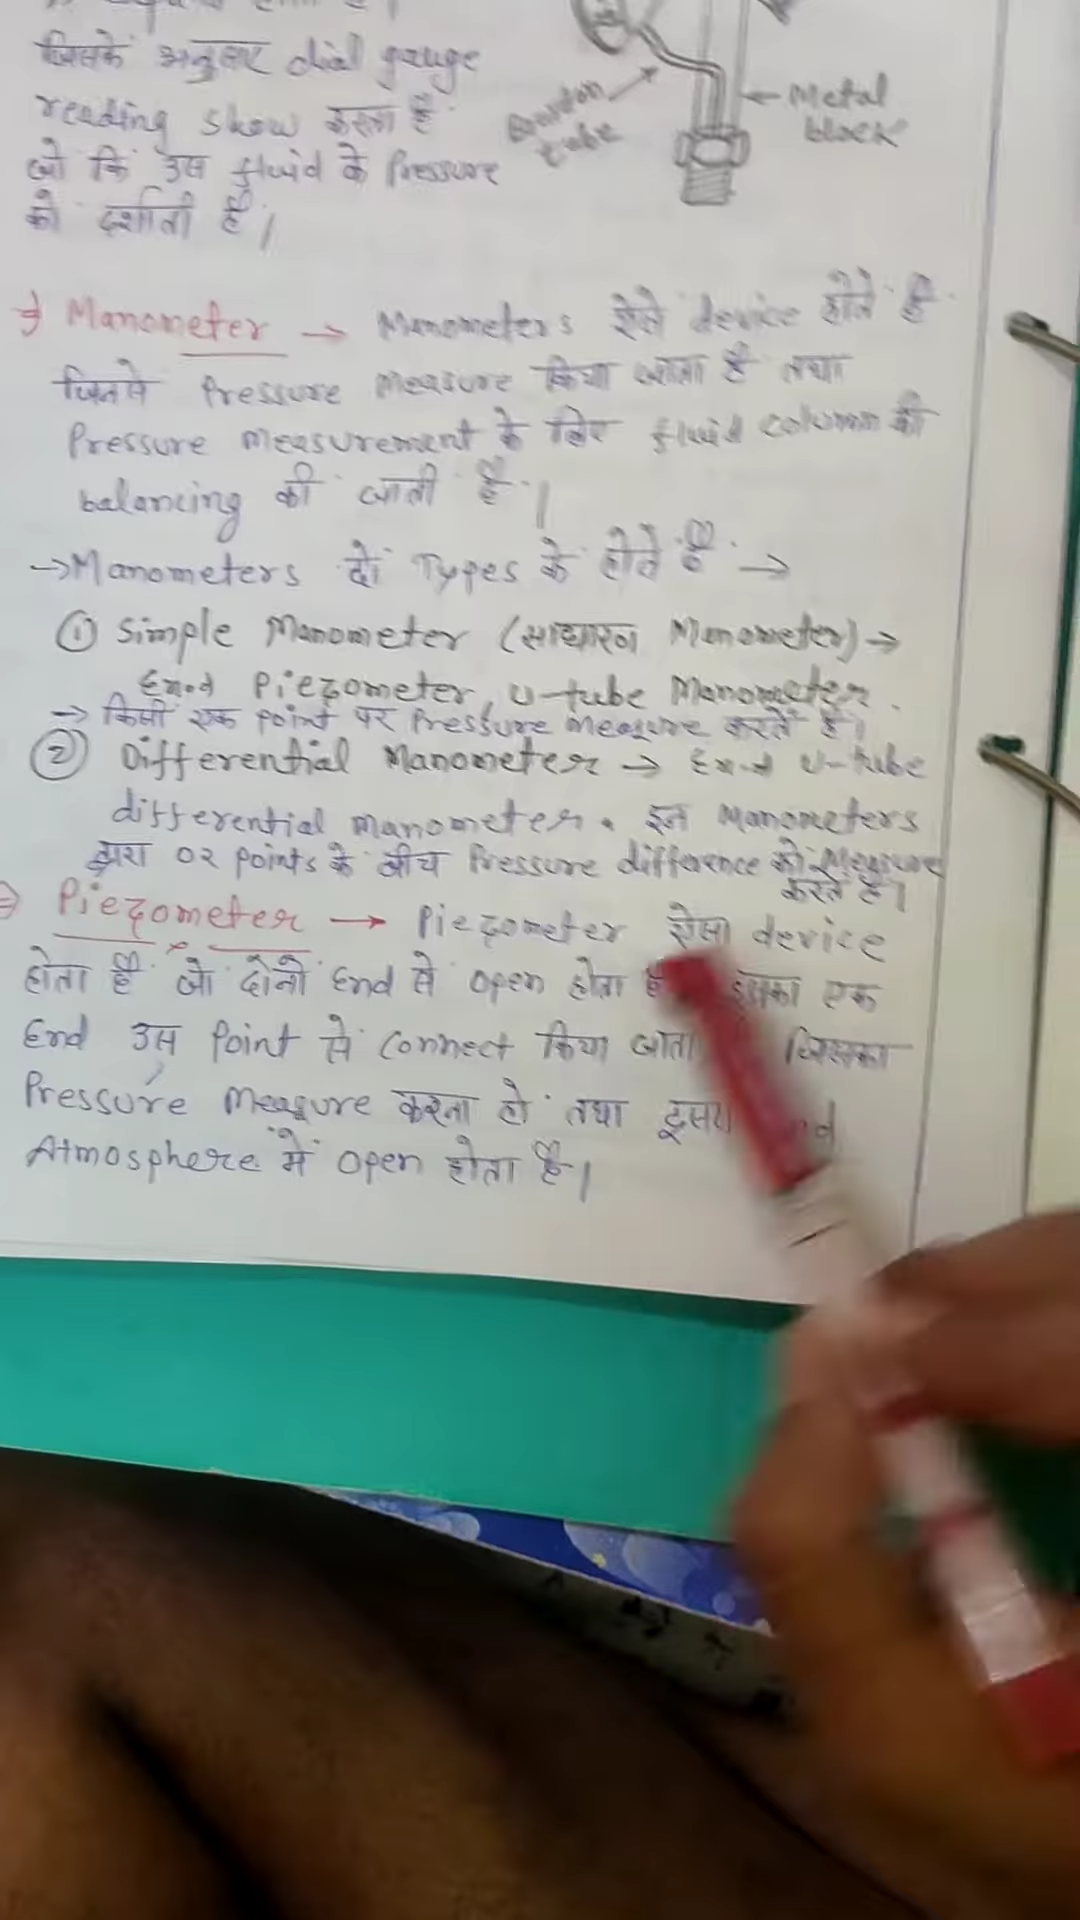 जिसके अनुसार dial gauge
reading show करता है
जो कि उस fluid के Pressure
को दर्शाती है।
Bourdon tube
Metal block
⇒ Manometer → Manometers ऐसे device होते हैं
जिनसे Pressure measure किया जाता है तथा
Pressure measurement के लिए fluid column की
balancing की जाती है।
→ Manometers दो Types के होते हैं →
① Simple Manometer (साधारण Manometer) →
Piezometer, U-tube Manometer.
→ किसी एक point पर Pressure measure करते हैं।
② Differential Manometer → U-tube
differential manometer. इन manometers
द्वारा 02 points के बीच Pressure difference को Measure
करते हैं।
⇒ Piezometer → Piezometer ऐसा device
होता है जो दोनों End से open होता है इसका एक
End उस Point से Connect किया जाता जिसका
Pressure measure करना हो तथा
Atmosphere में open होता है।